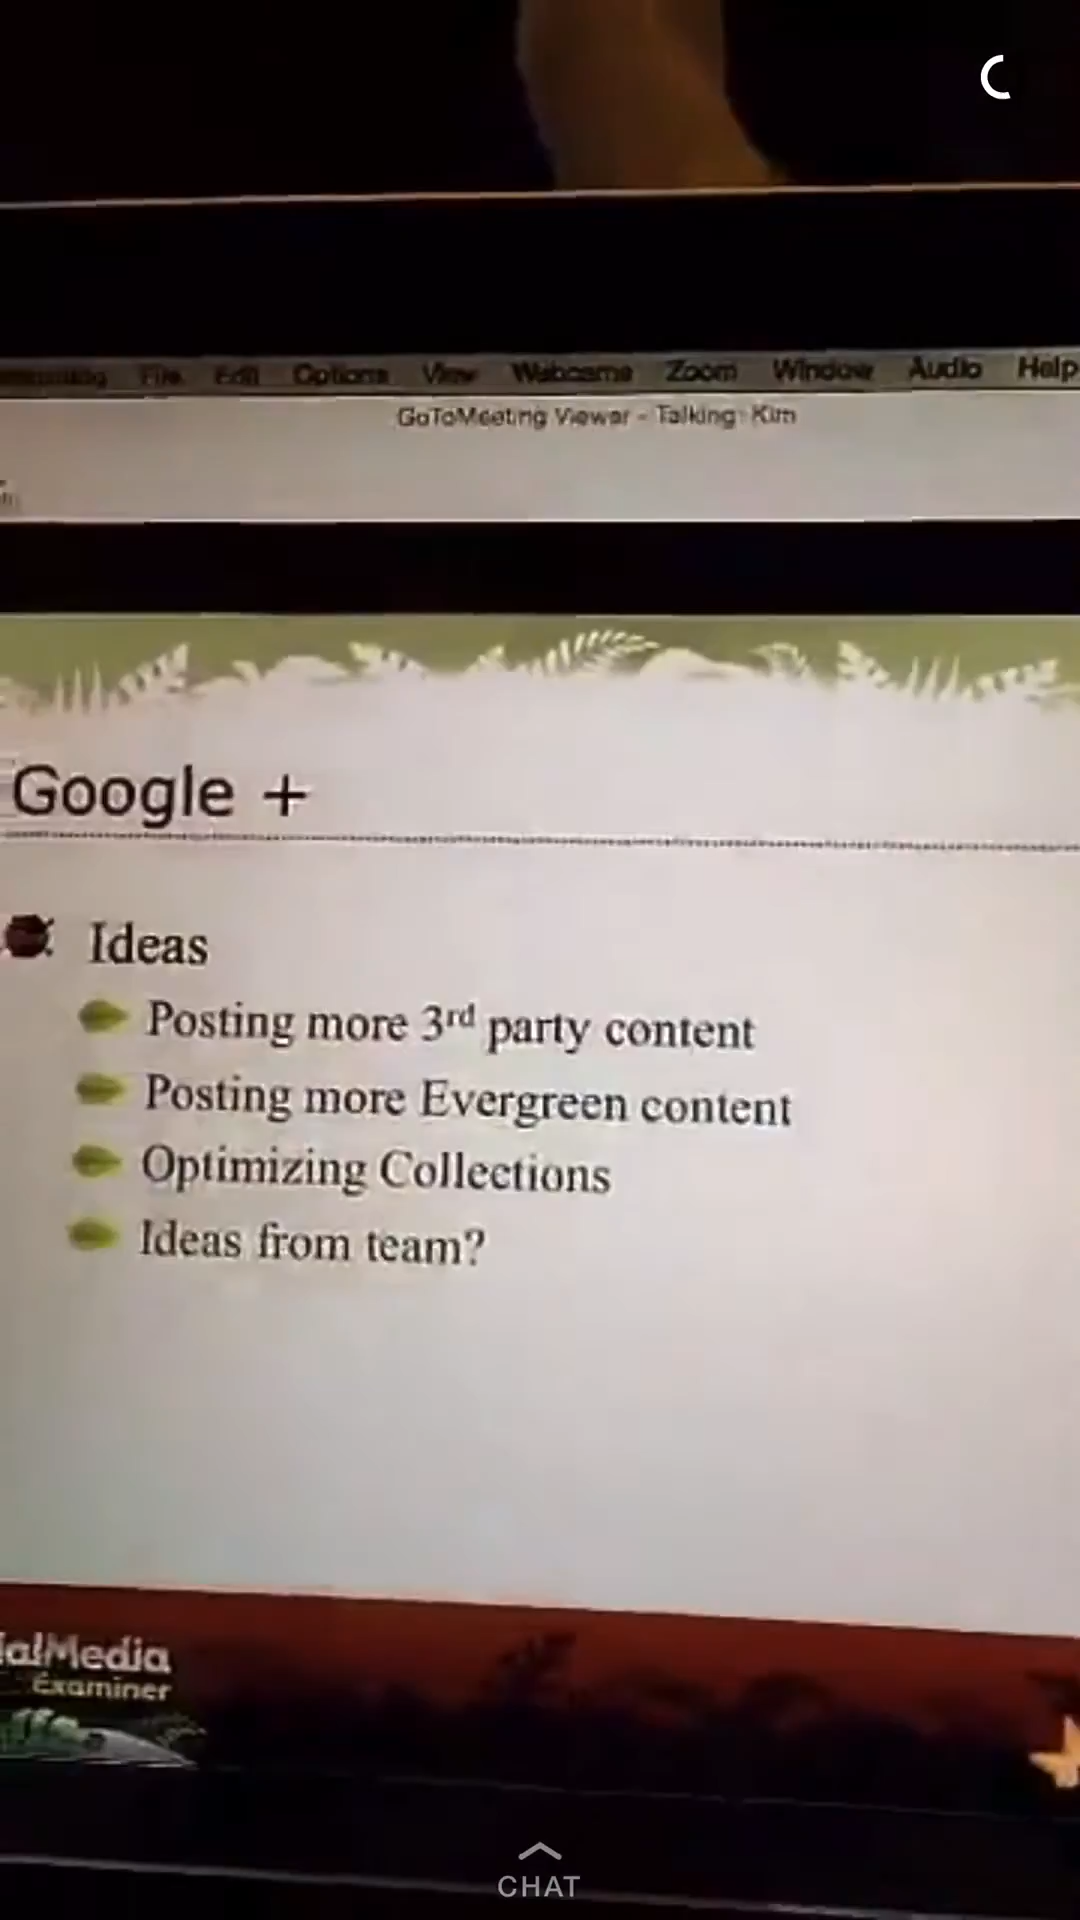 File Edit Options View Webcams Zoom Window Audio Help
GoToMeeting Viewer - Talking: Kim
Google +
Ideas
Posting more 3rd party content
Posting more Evergreen content
Optimizing Collections
Ideas from team?
ialMedia
Examiner
CHAT